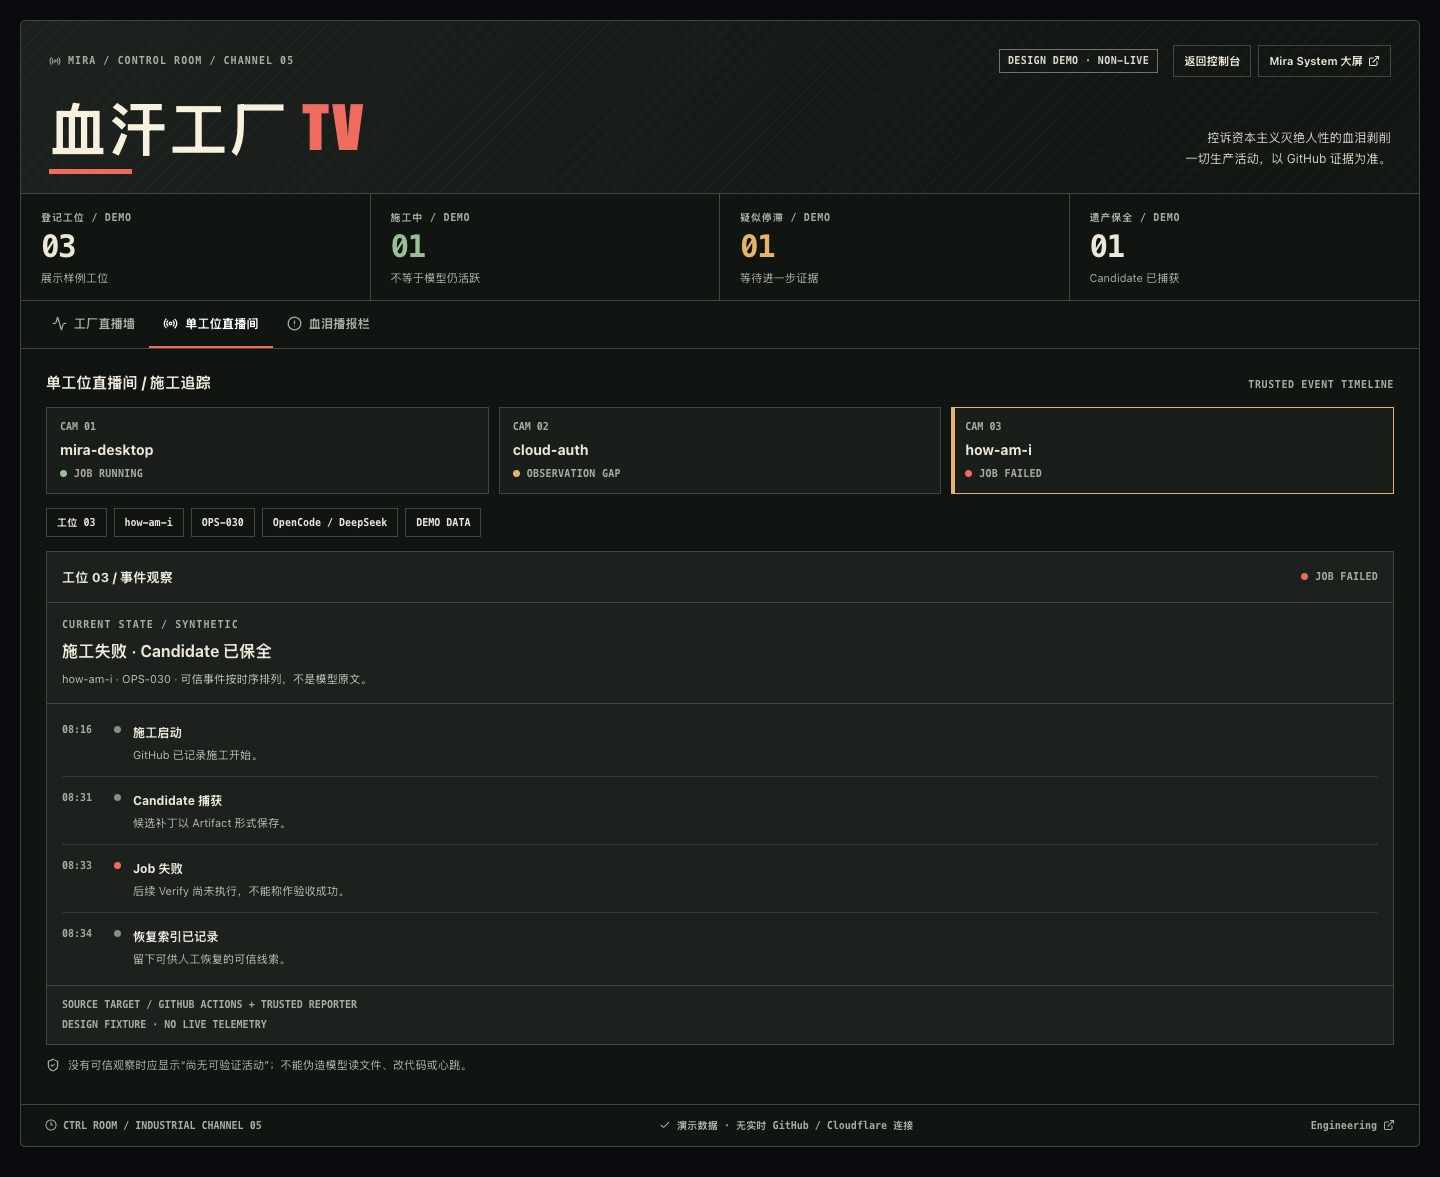 MIRA / CONTROL ROOM / CHANNEL 05
DESIGN DEMO · NON-LIVE
返回控制台
Mira System 大屏
血汗工厂 TV
控诉资本主义灭绝人性的血泪剥削
一切生产活动，以 GitHub 证据为准。
登记工位 / DEMO
03
展示样例工位
施工中 / DEMO
01
不等于模型仍活跃
疑似停滞 / DEMO
01
等待进一步证据
遗产保全 / DEMO
01
Candidate 已捕获
工厂直播墙
单工位直播间
血泪播报栏
单工位直播间 / 施工追踪
TRUSTED EVENT TIMELINE
CAM 01
mira-desktop
JOB RUNNING
CAM 02
cloud-auth
OBSERVATION GAP
CAM 03
how-am-i
JOB FAILED
工位 03
how-am-i
OPS-030
OpenCode / DeepSeek
DEMO DATA
工位 03 / 事件观察
JOB FAILED
CURRENT STATE / SYNTHETIC
施工失败 · Candidate 已保全
how-am-i · OPS-030 · 可信事件按时序排列，不是模型原文。
08:16
施工启动
GitHub 已记录施工开始。
08:31
Candidate 捕获
候选补丁以 Artifact 形式保存。
08:33
Job 失败
后续 Verify 尚未执行，不能称作验收成功。
08:34
恢复索引已记录
留下可供人工恢复的可信线索。
SOURCE TARGET / GITHUB ACTIONS + TRUSTED REPORTER
DESIGN FIXTURE · NO LIVE TELEMETRY
没有可信观察时应显示“尚无可验证活动”；不能伪造模型读文件、改代码或心跳。
CTRL ROOM / INDUSTRIAL CHANNEL 05
演示数据 · 无实时 GitHub / Cloudflare 连接
Engineering